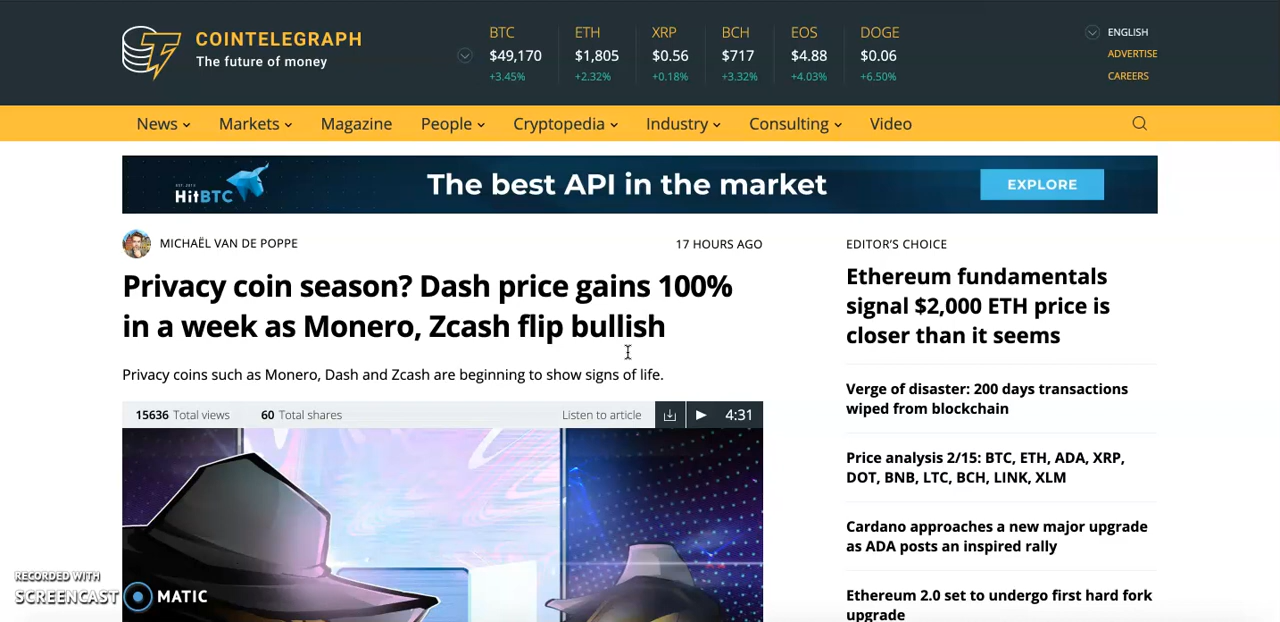 COINTELEGRAPH
The future of money
BTC
$49,170
+3.45%
ETH
$1,805
+2.32%
XRP
$0.56
+0.18%
BCH
$717
+3.32%
EOS
$4.88
+4.03%
DOGE
$0.06
+6.50%
ENGLISH
ADVERTISE
CAREERS
News Markets Magazine People Cryptopedia Industry Consulting Video
HitBTC
The best API in the market
EXPLORE
MICHAËL VAN DE POPPE
17 HOURS AGO
Privacy coin season? Dash price gains 100%
in a week as Monero, Zcash flip bullish
Privacy coins such as Monero, Dash and Zcash are beginning to show signs of life.
15636 Total views 60 Total shares Listen to article 4:31
EDITOR'S CHOICE
Ethereum fundamentals
signal $2,000 ETH price is
closer than it seems
Verge of disaster: 200 days transactions
wiped from blockchain
Price analysis 2/15: BTC, ETH, ADA, XRP,
DOT, BNB, LTC, BCH, LINK, XLM
Cardano approaches a new major upgrade
as ADA posts an inspired rally
Ethereum 2.0 set to undergo first hard fork
upgrade
RECORDED WITH
SCREENCAST MATIC